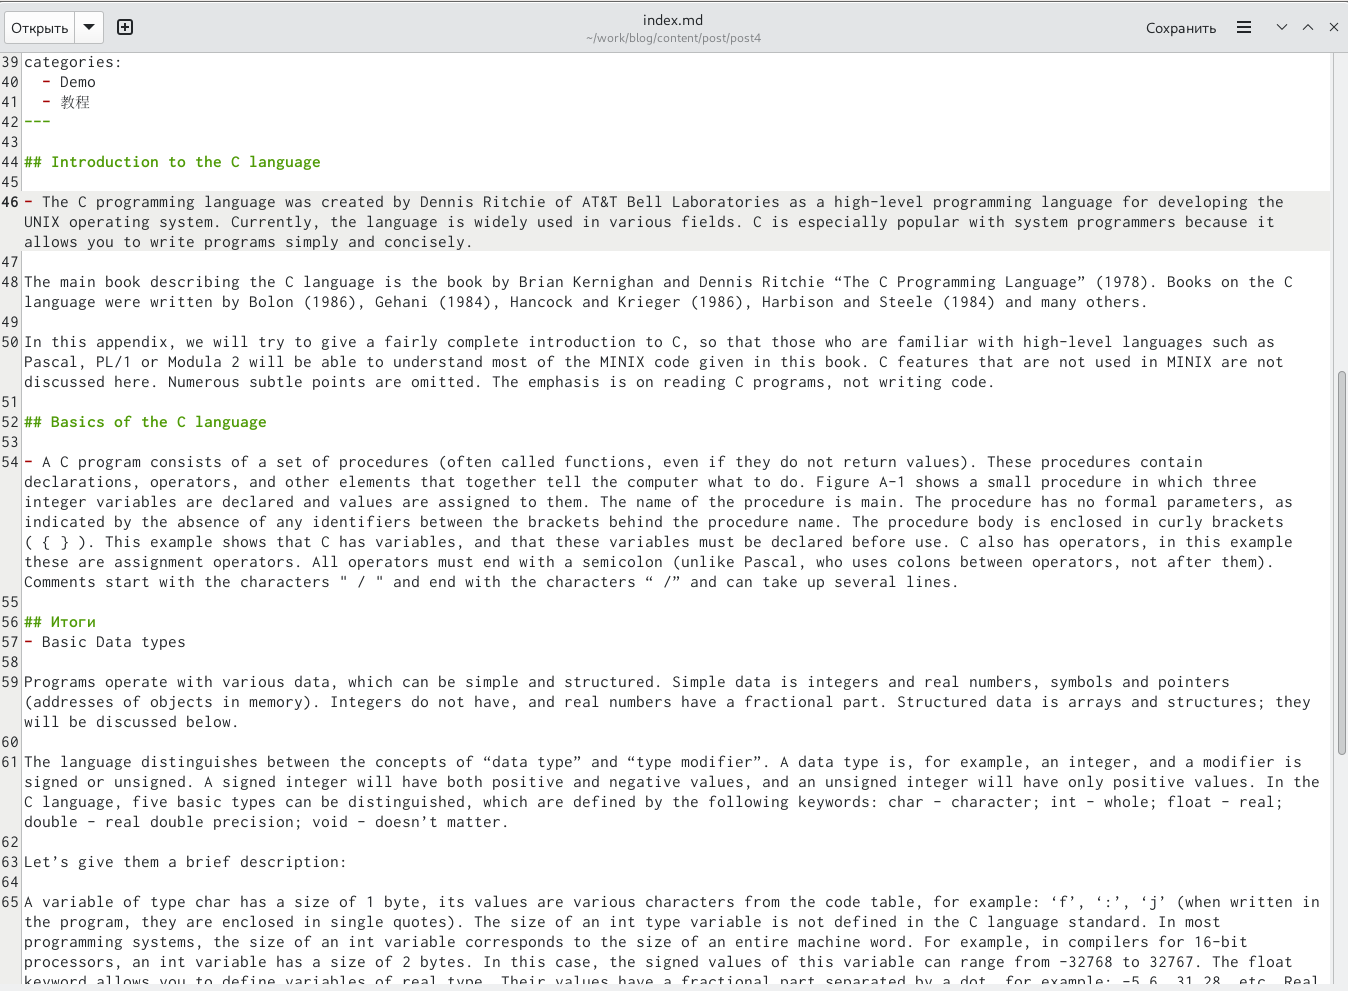 Открыть
index.md
~/work/blog/content/post/post4
Сохранить
39 categories:
40   - Demo
41   - 教程
42 ---
43
44 ## Introduction to the C language
45
46 - The C programming language was created by Dennis Ritchie of AT&T Bell Laboratories as a high-level programming language for developing the
UNIX operating system. Currently, the language is widely used in various fields. C is especially popular with system programmers because it
allows you to write programs simply and concisely.
47
48 The main book describing the C language is the book by Brian Kernighan and Dennis Ritchie “The C Programming Language” (1978). Books on the C
language were written by Bolon (1986), Gehani (1984), Hancock and Krieger (1986), Harbison and Steele (1984) and many others.
49
50 In this appendix, we will try to give a fairly complete introduction to C, so that those who are familiar with high-level languages such as
Pascal, PL/1 or Modula 2 will be able to understand most of the MINIX code given in this book. C features that are not used in MINIX are not
discussed here. Numerous subtle points are omitted. The emphasis is on reading C programs, not writing code.
51
52 ## Basics of the C language
53
54 - A C program consists of a set of procedures (often called functions, even if they do not return values). These procedures contain
declarations, operators, and other elements that together tell the computer what to do. Figure A-1 shows a small procedure in which three
integer variables are declared and values are assigned to them. The name of the procedure is main. The procedure has no formal parameters, as
indicated by the absence of any identifiers between the brackets behind the procedure name. The procedure body is enclosed in curly brackets
( { } ). This example shows that C has variables, and that these variables must be declared before use. C also has operators, in this example
these are assignment operators. All operators must end with a semicolon (unlike Pascal, who uses colons between operators, not after them).
Comments start with the characters " / " and end with the characters “ /” and can take up several lines.
55
56 ## Итоги
57 - Basic Data types
58
59 Programs operate with various data, which can be simple and structured. Simple data is integers and real numbers, symbols and pointers
(addresses of objects in memory). Integers do not have, and real numbers have a fractional part. Structured data is arrays and structures; they
will be discussed below.
60
61 The language distinguishes between the concepts of “data type” and “type modifier”. A data type is, for example, an integer, and a modifier is
signed or unsigned. A signed integer will have both positive and negative values, and an unsigned integer will have only positive values. In the
C language, five basic types can be distinguished, which are defined by the following keywords: char – character; int – whole; float – real;
double – real double precision; void – doesn’t matter.
62
63 Let’s give them a brief description:
64
65 A variable of type char has a size of 1 byte, its values are various characters from the code table, for example: ‘f’, ‘:’, ‘j’ (when written in
the program, they are enclosed in single quotes). The size of an int type variable is not defined in the C language standard. In most
programming systems, the size of an int variable corresponds to the size of an entire machine word. For example, in compilers for 16-bit
processors, an int variable has a size of 2 bytes. In this case, the signed values of this variable can range from -32768 to 32767. The float
keyword allows you to define variables of real type. Their values have a fractional part separated by a dot, for example: -5.6, 31.28, etc. Real